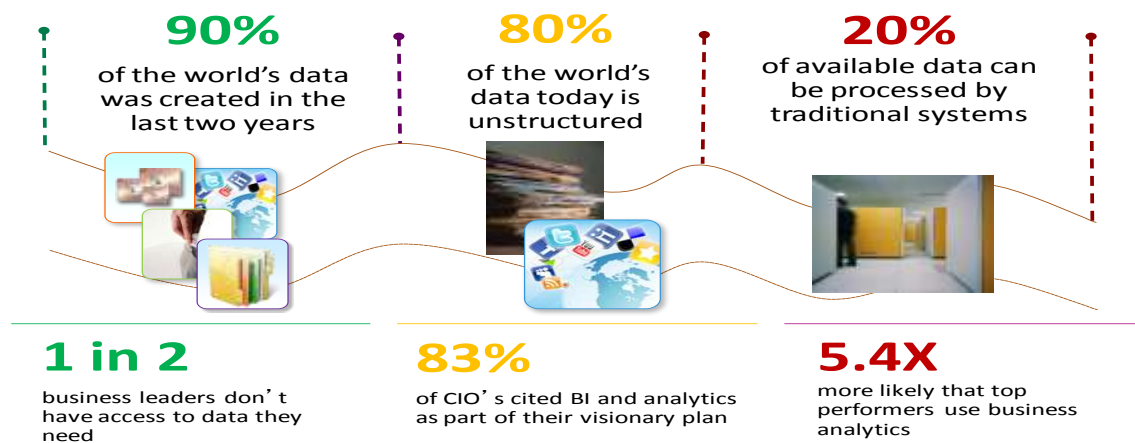 90%
of the world's data
was created in the
last two years
80%
of the world's
data today is
unstructured
20%
of available data can
be processed by
traditional systems
1 in 2
business leaders don't
have access to data they
need
83%
of CIO's cited BI and analytics
as part of their visionary plan
5.4X
more likely that top
performers use business
analytics